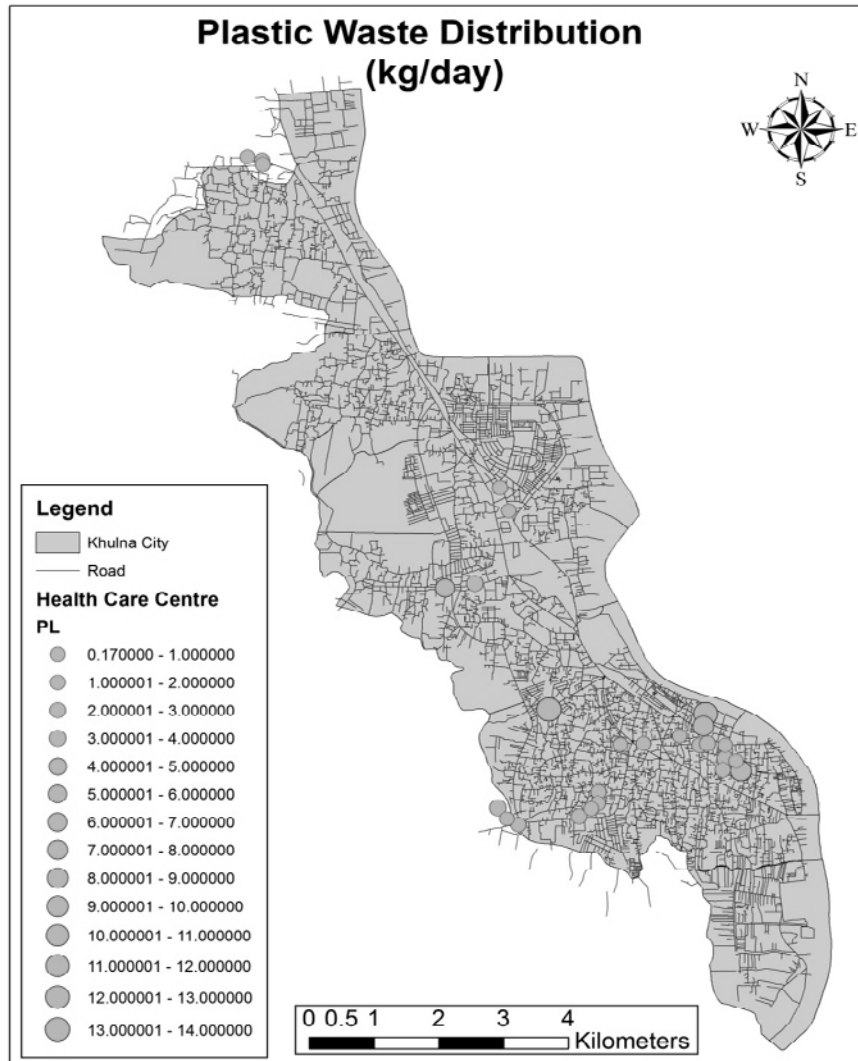 Plastic Waste Distribution
(kg/day)
N
W E
S
Legend
Khulna City
Road
Health Care Centre
PL
0.170000 - 1.000000
1.000001 - 2.000000
2.000001 - 3.000000
3.000001 - 4.000000
4.000001 - 5.000000
5.000001 - 6.000000
6.000001 - 7.000000
7.000001 - 8.000000
8.000001 - 9.000000
9.000001 - 10.000000
10.000001 - 11.000000
11.000001 - 12.000000
12.000001 - 13.000000
13.000001 - 14.000000
0 0.5 1 2 3 4
Kilometers